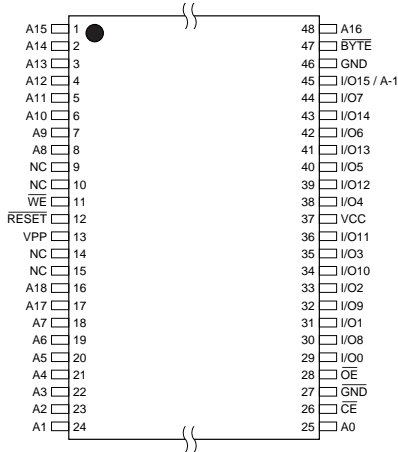 A15 1 48 A16
A14 2 47 BYTE
A13 3 46 GND
A12 4 45 I/O15 / A-1
A11 5 44 I/O7
A10 6 43 I/O14
A9 7 42 I/O6
A8 8 41 I/O13
NC 9 40 I/O5
NC 10 39 I/O12
WE 11 38 I/O4
RESET 12 37 VCC
VPP 13 36 I/O11
NC 14 35 I/O3
NC 15 34 I/O10
A18 16 33 I/O2
A17 17 32 I/O9
A7 18 31 I/O1
A6 19 30 I/O8
A5 20 29 I/O0
A4 21 28 OE
A3 22 27 GND
A2 23 26 CE
A1 24 25 A0